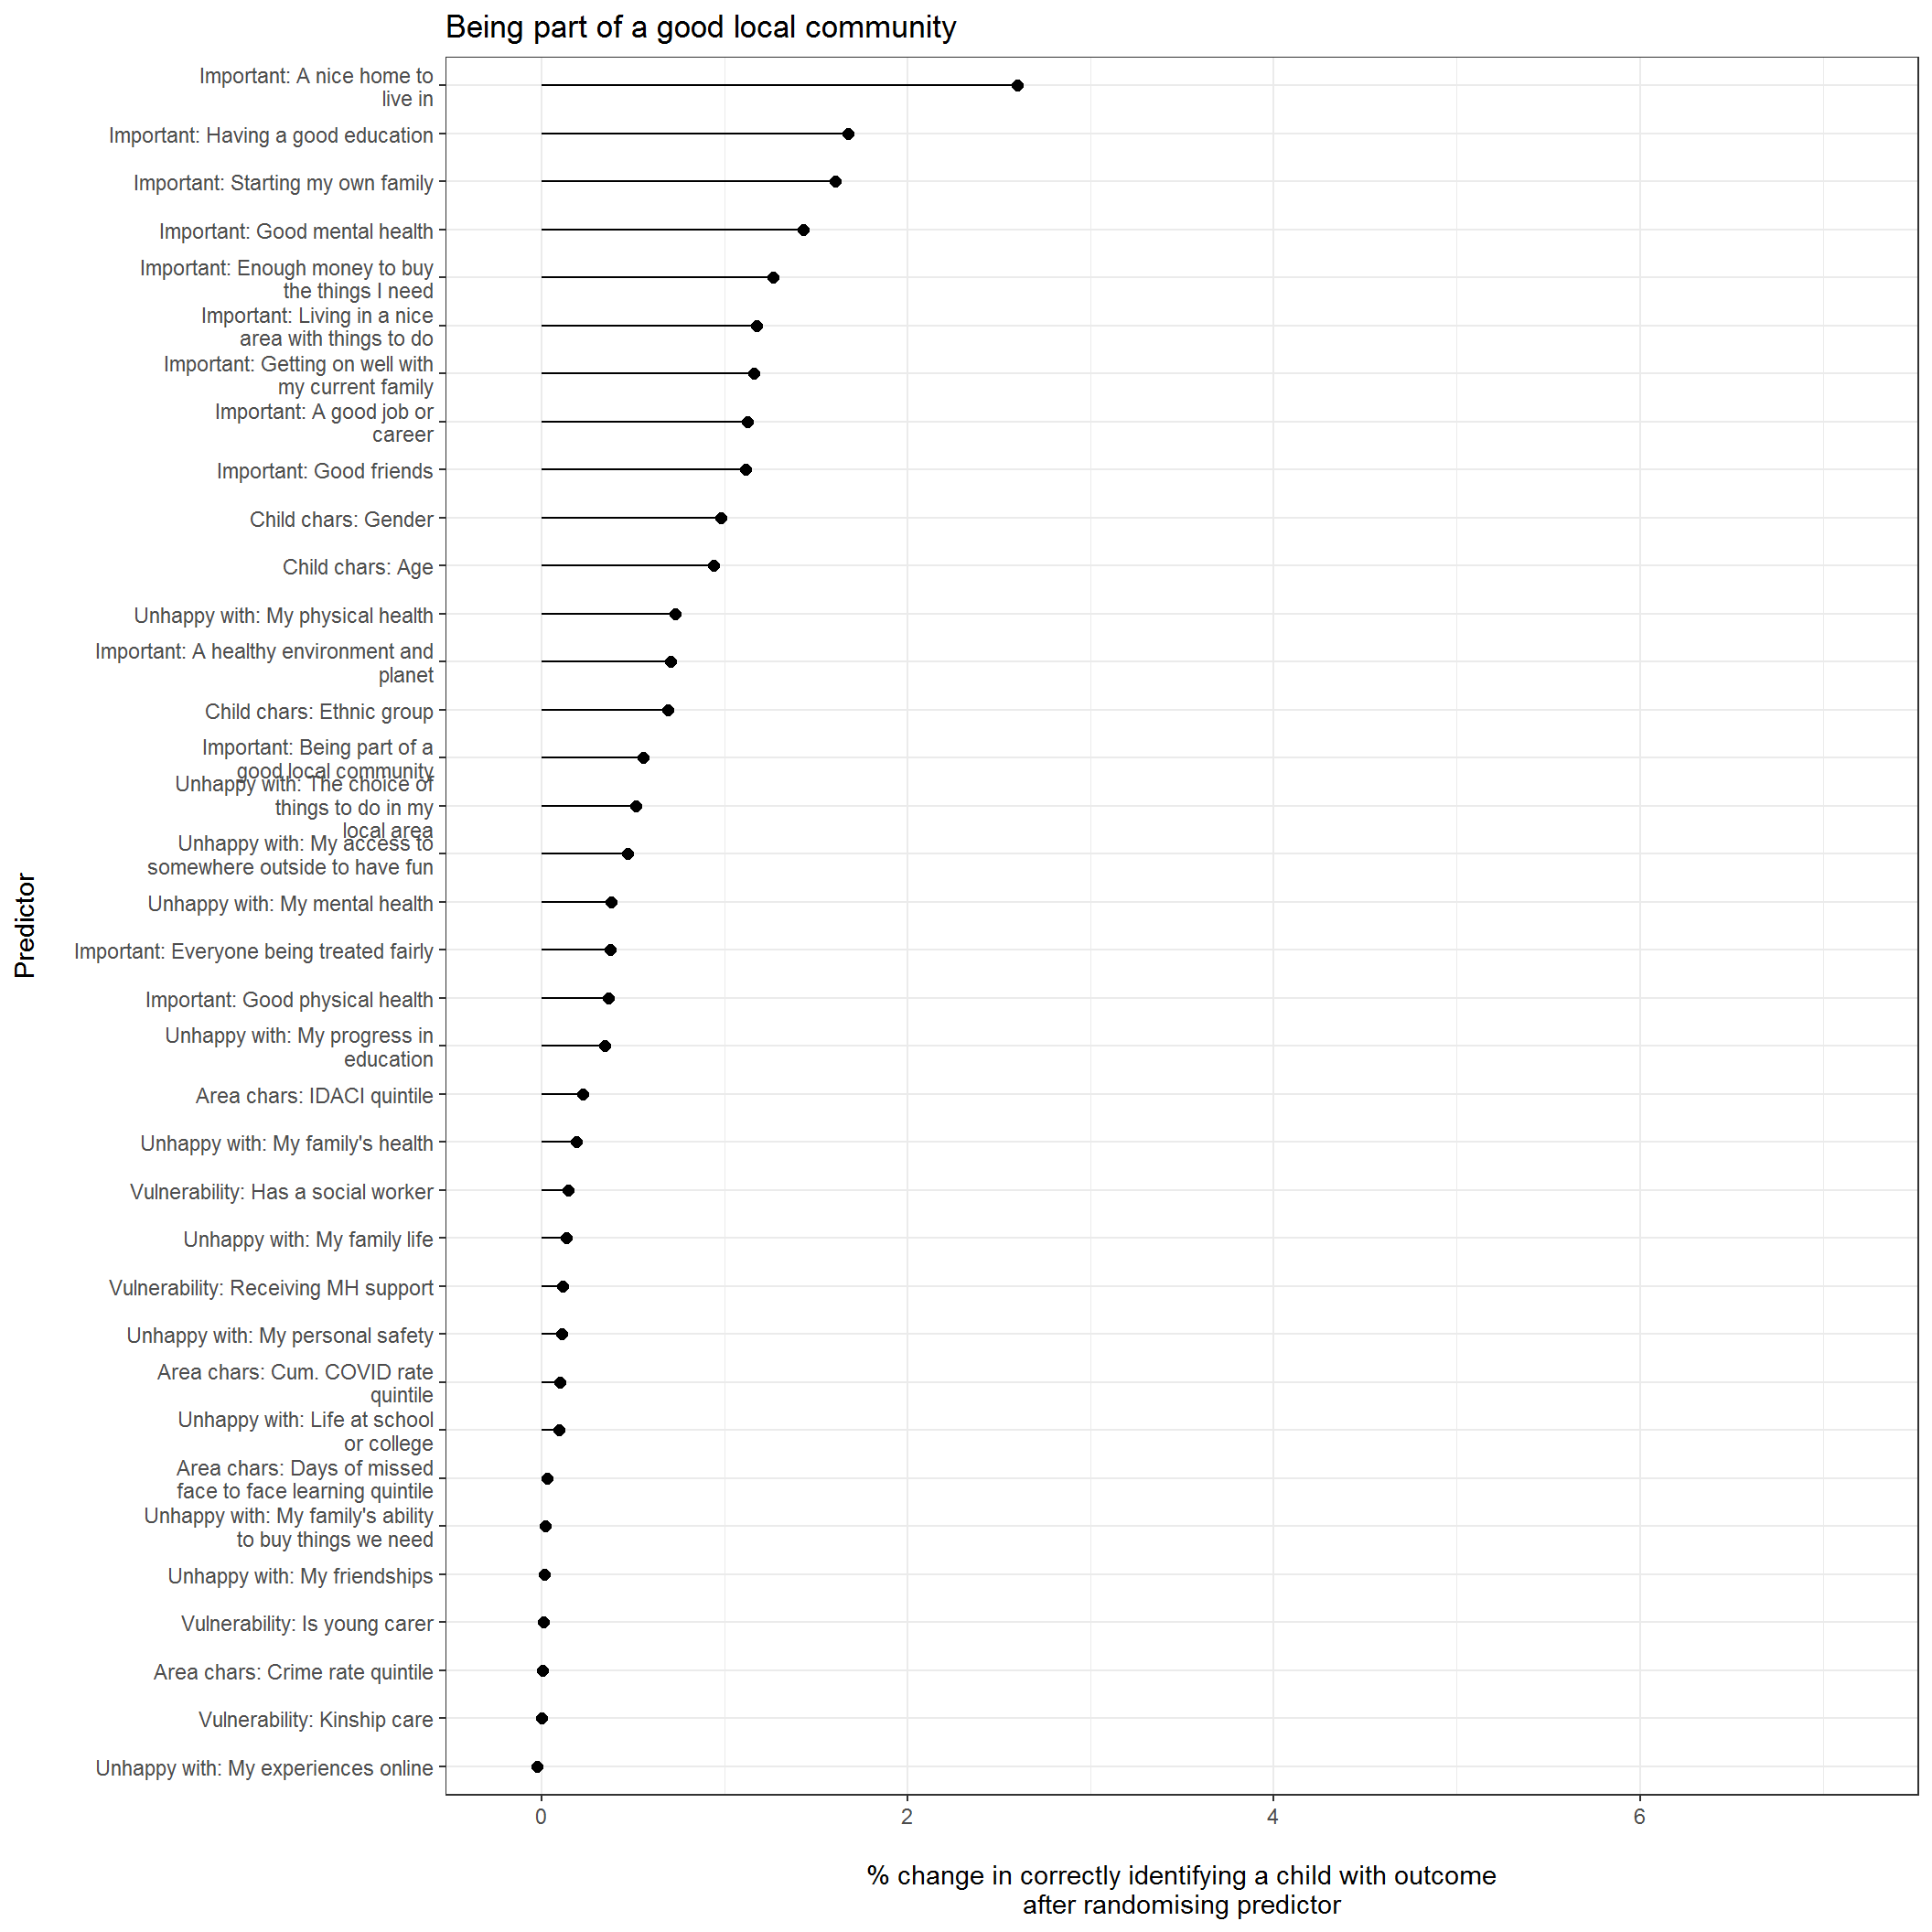 Being part of a good local community
Important: A nice home to
live in
Important: Having a good education
Important: Starting my own family
Important: Good mental health
Important: Enough money to buy
the things I need
Important: Living in a nice
area with things to do
Important: Getting on well with
my current family
Important: A good job or
career
Important: Good friends
Child chars: Gender
Child chars: Age
Unhappy with: My physical health
Important: A healthy environment and
planet
Child chars: Ethnic group
Important: Being part of a
good local community
Unhappy with: The choice of
things to do in my
local area
Unhappy with: My access to
somewhere outside to have fun
Unhappy with: My mental health
Important: Everyone being treated fairly
Important: Good physical health
Unhappy with: My progress in
education
Area chars: IDACI quintile
Unhappy with: My family's health
Vulnerability: Has a social worker
Unhappy with: My family life
Vulnerability: Receiving MH support
Unhappy with: My personal safety
Area chars: Cum. COVID rate
quintile
Unhappy with: Life at school
or college
Area chars: Days of missed
face to face learning quintile
Unhappy with: My family's ability
to buy things we need
Unhappy with: My friendships
Vulnerability: Is young carer
Area chars: Crime rate quintile
Vulnerability: Kinship care
Unhappy with: My experiences online
Predictor
0 2 4 6
% change in correctly identifying a child with outcome
after randomising predictor